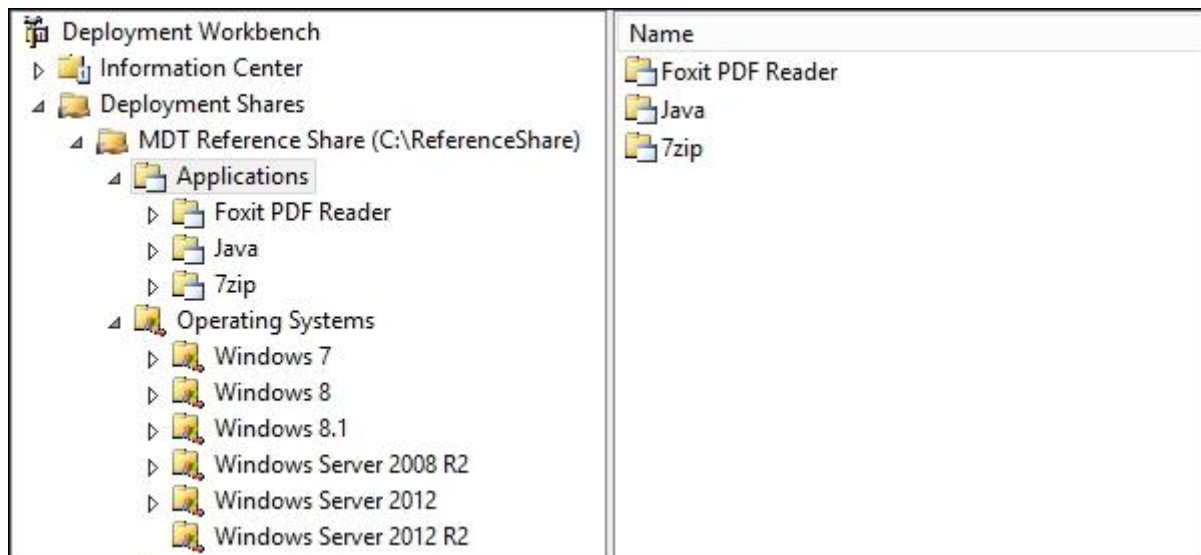 Deployment Workbench
Information Center
Deployment Shares
MDT Reference Share (C:\ReferenceShare)
Applications
Foxit PDF Reader
Java
7zip
Operating Systems
Windows 7
Windows 8
Windows 8.1
Windows Server 2008 R2
Windows Server 2012
Windows Server 2012 R2
Name
Foxit PDF Reader
Java
7zip